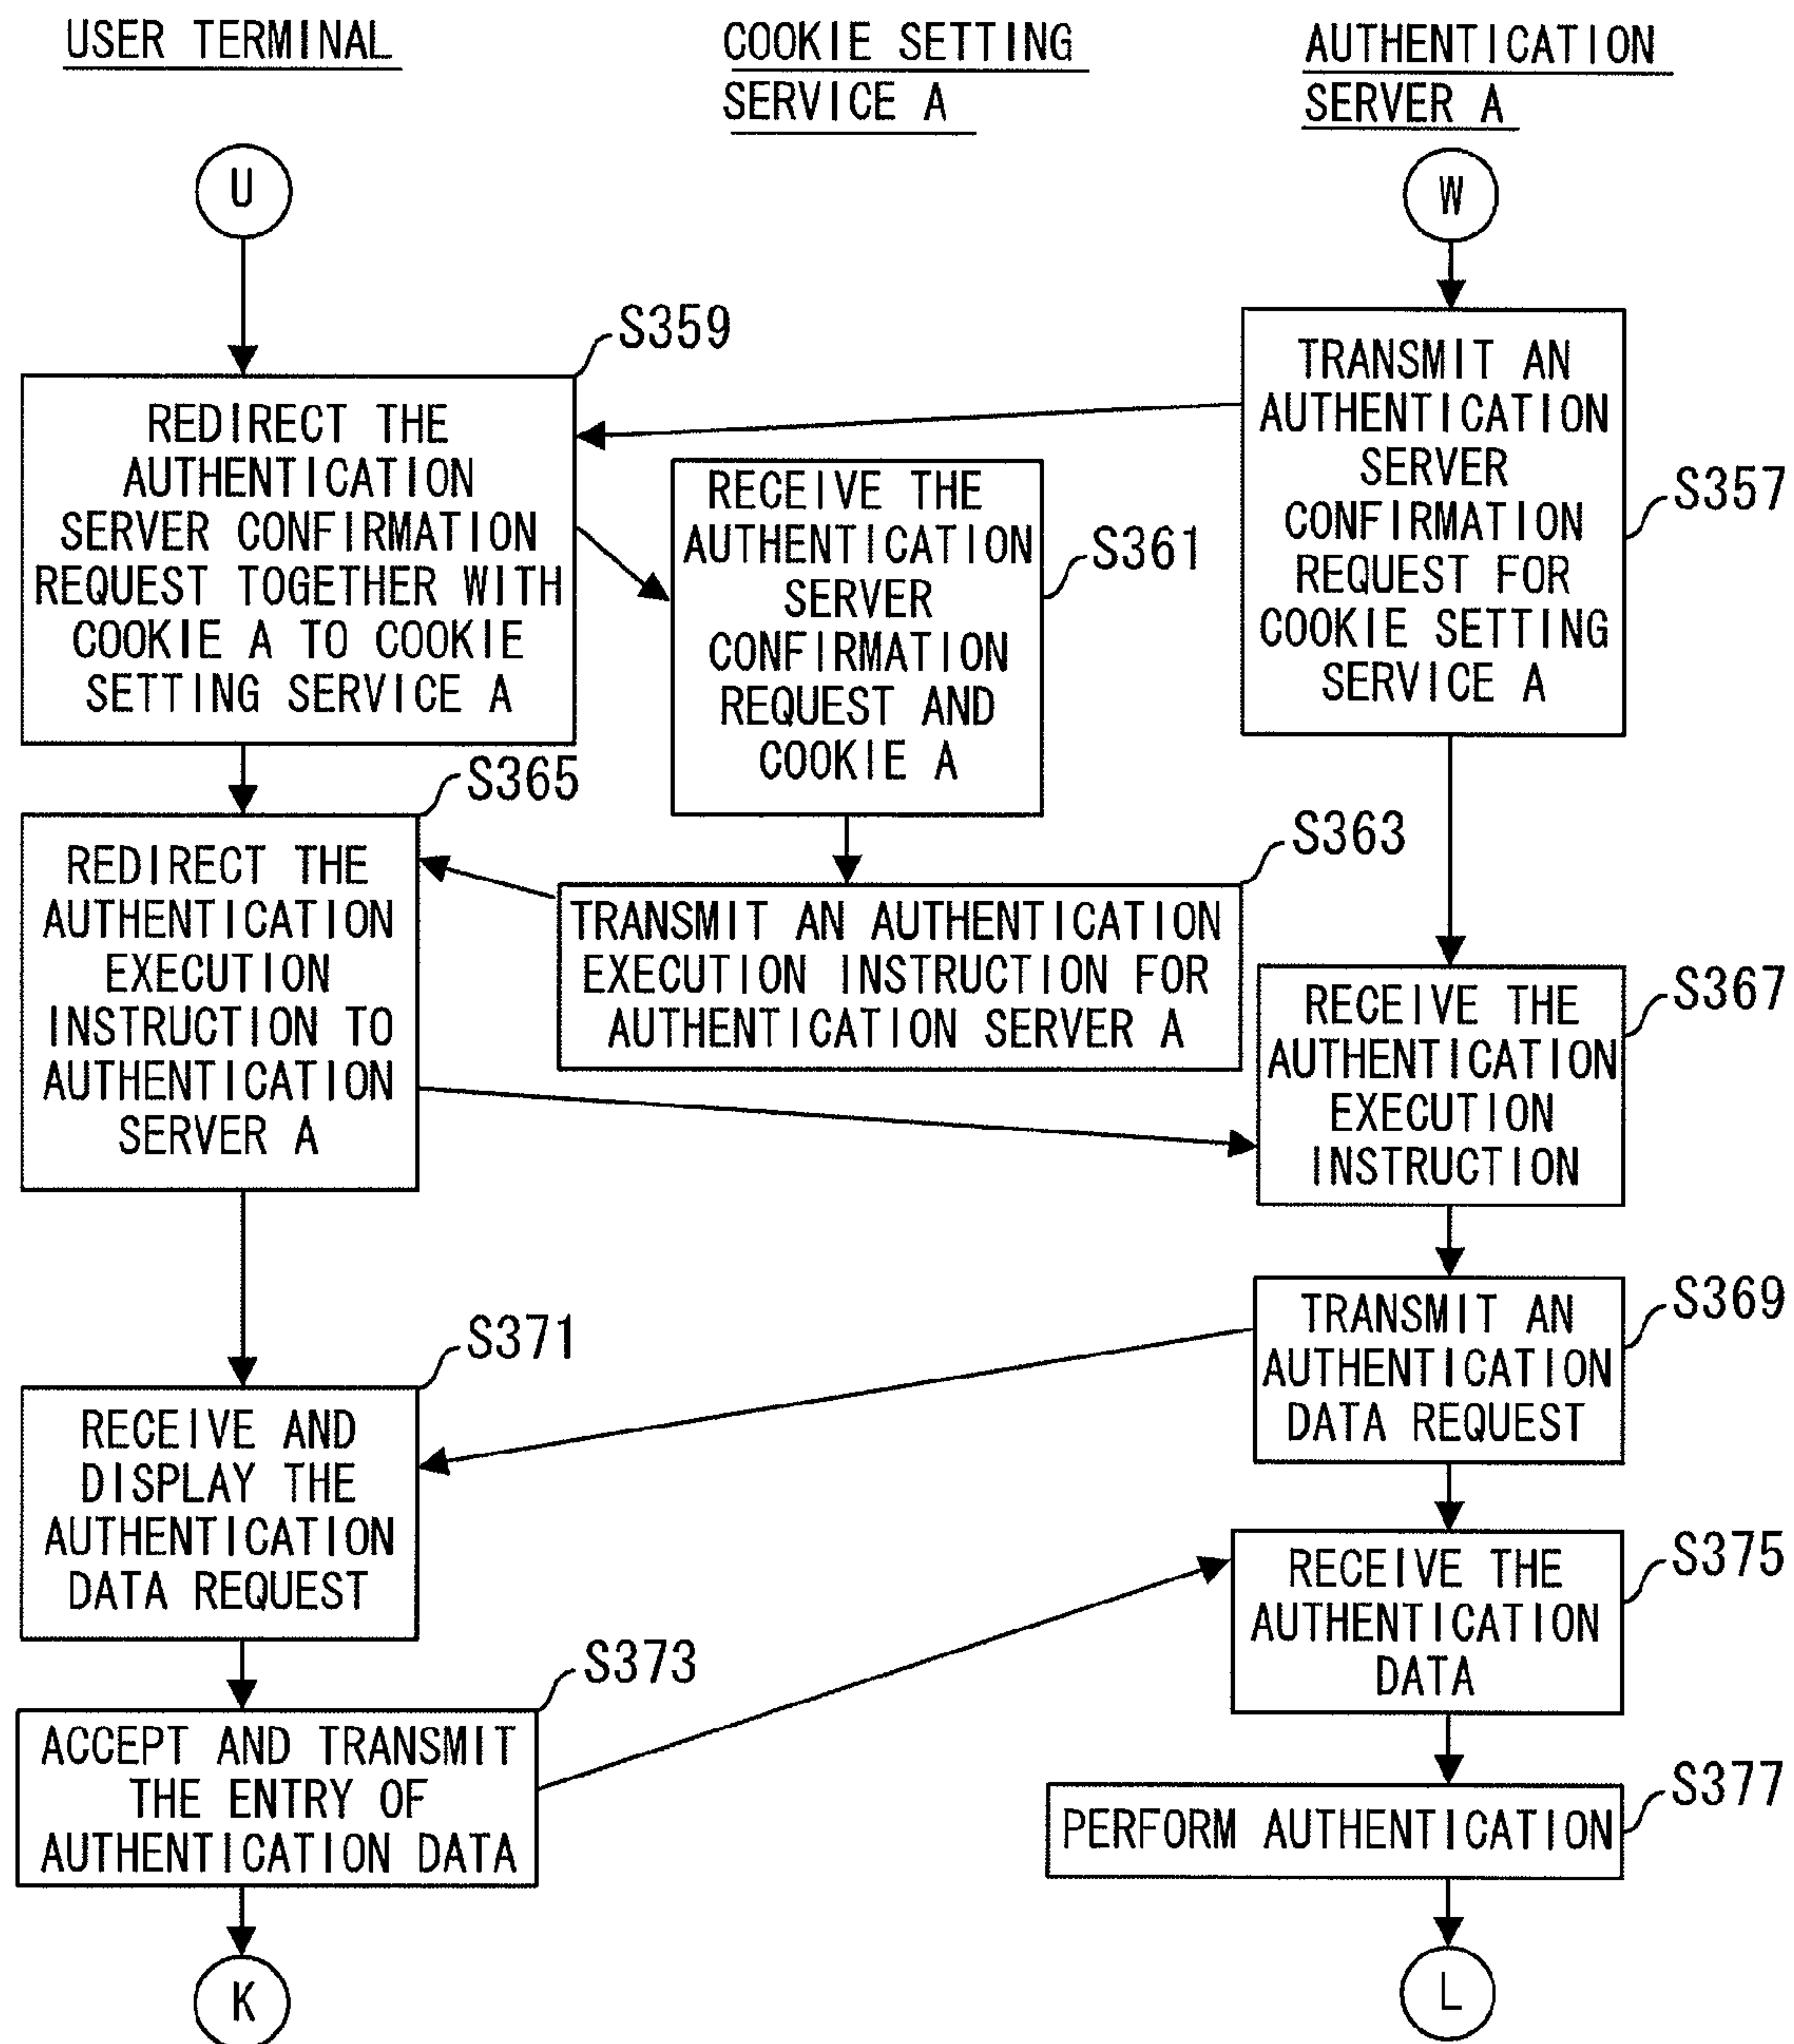 USER TERMINAL
COOKIE SETTING
SERVICE A
AUTHENTICATION
SERVER A
U
W
S359
REDIRECT THE
AUTHENTICATION
SERVER CONFIRMATION
REQUEST TOGETHER WITH
COOKIE A TO COOKIE
SETTING SERVICE A
TRANSMIT AN
AUTHENTICATION
SERVER
CONFIRMATION
REQUEST FOR
COOKIE SETTING
SERVICE A
S357
RECEIVE THE
AUTHENTICATION
SERVER
CONFIRMATION
REQUEST AND
COOKIE A
S361
S365
REDIRECT THE
AUTHENTICATION
EXECUTION
INSTRUCTION TO
AUTHENTICATION
SERVER A
S363
TRANSMIT AN AUTHENTICATION
EXECUTION INSTRUCTION FOR
AUTHENTICATION SERVER A
RECEIVE THE
AUTHENTICATION
EXECUTION
INSTRUCTION
S367
TRANSMIT AN
AUTHENTICATION
DATA REQUEST
S369
S371
RECEIVE AND
DISPLAY THE
AUTHENTICATION
DATA REQUEST
RECEIVE THE
AUTHENTICATION
DATA
S375
S373
ACCEPT AND TRANSMIT
THE ENTRY OF
AUTHENTICATION DATA
PERFORM AUTHENTICATION
S377
K
L